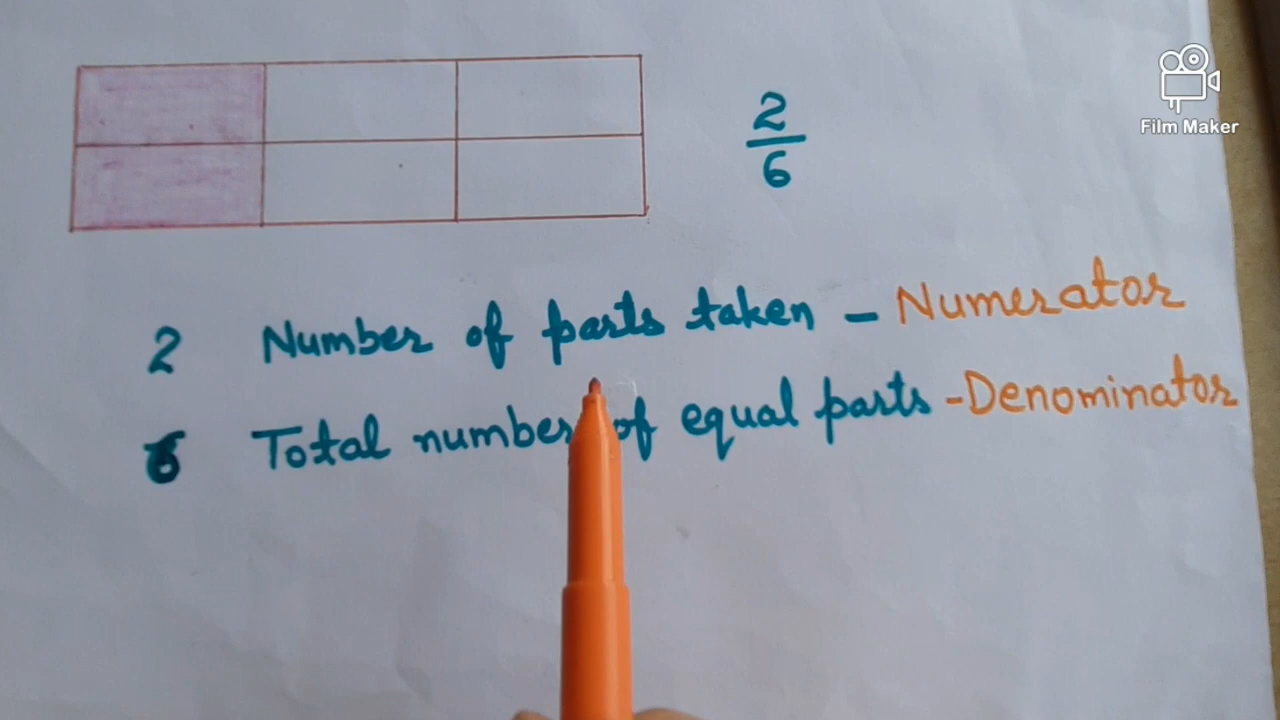 2
6
Film Maker
2 Number of parts taken - Numerator
6 Total number of equal parts - Denominator